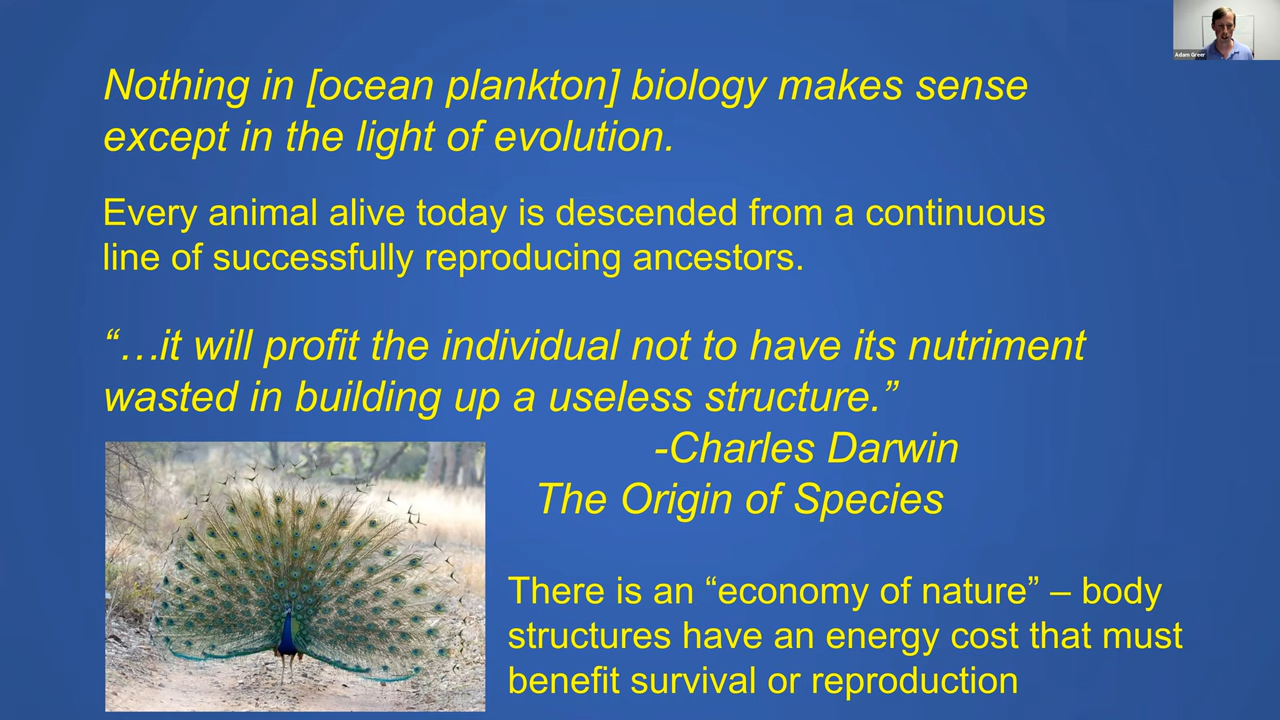 Adam Greer
Nothing in [ocean plankton] biology makes sense
except in the light of evolution.
Every animal alive today is descended from a continuous
line of successfully reproducing ancestors.
“…it will profit the individual not to have its nutriment
wasted in building up a useless structure.”
-Charles Darwin
The Origin of Species
There is an “economy of nature” – body
structures have an energy cost that must
benefit survival or reproduction